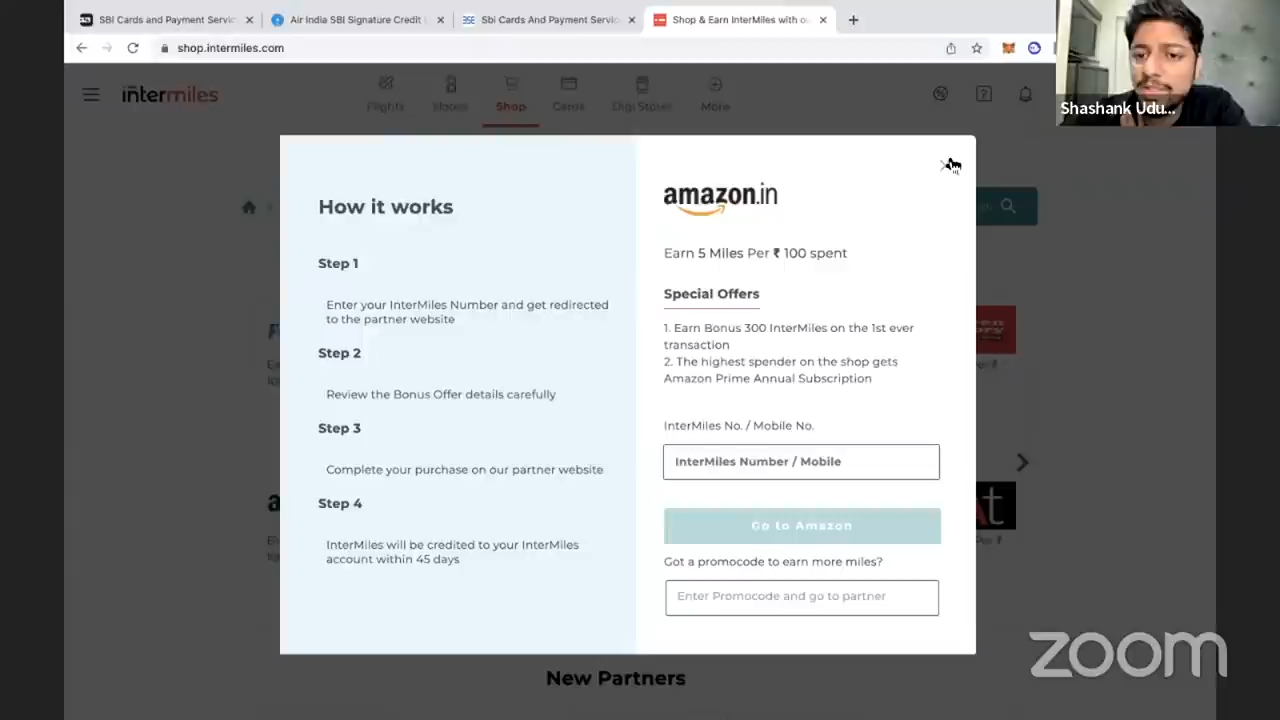 SBI Cards and Payment Servic
Air India SBI Signature Credit
Sbi Cards And Payment Servic
Shop & Earn InterMiles with o
shop.intermiles.com
Shashank Udu...
intermiles
Flights
Hotels
Shop
Cards
Digi Stores
More
amazon.in
How it works
Earn 5 Miles Per ₹ 100 spent
Step 1
Special Offers
Enter your InterMiles Number and get redirected
to the partner website
1. Earn Bonus 300 InterMiles on the 1st ever
transaction
2. The highest spender on the shop gets
Amazon Prime Annual Subscription
Step 2
Review the Bonus Offer details carefully
InterMiles No. / Mobile No.
Step 3
InterMiles Number / Mobile
Complete your purchase on our partner website
Step 4
Go to Amazon
InterMiles will be credited to your InterMiles
account within 45 days
Got a promocode to earn more miles?
Enter Promocode and go to partner
New Partners
zoom